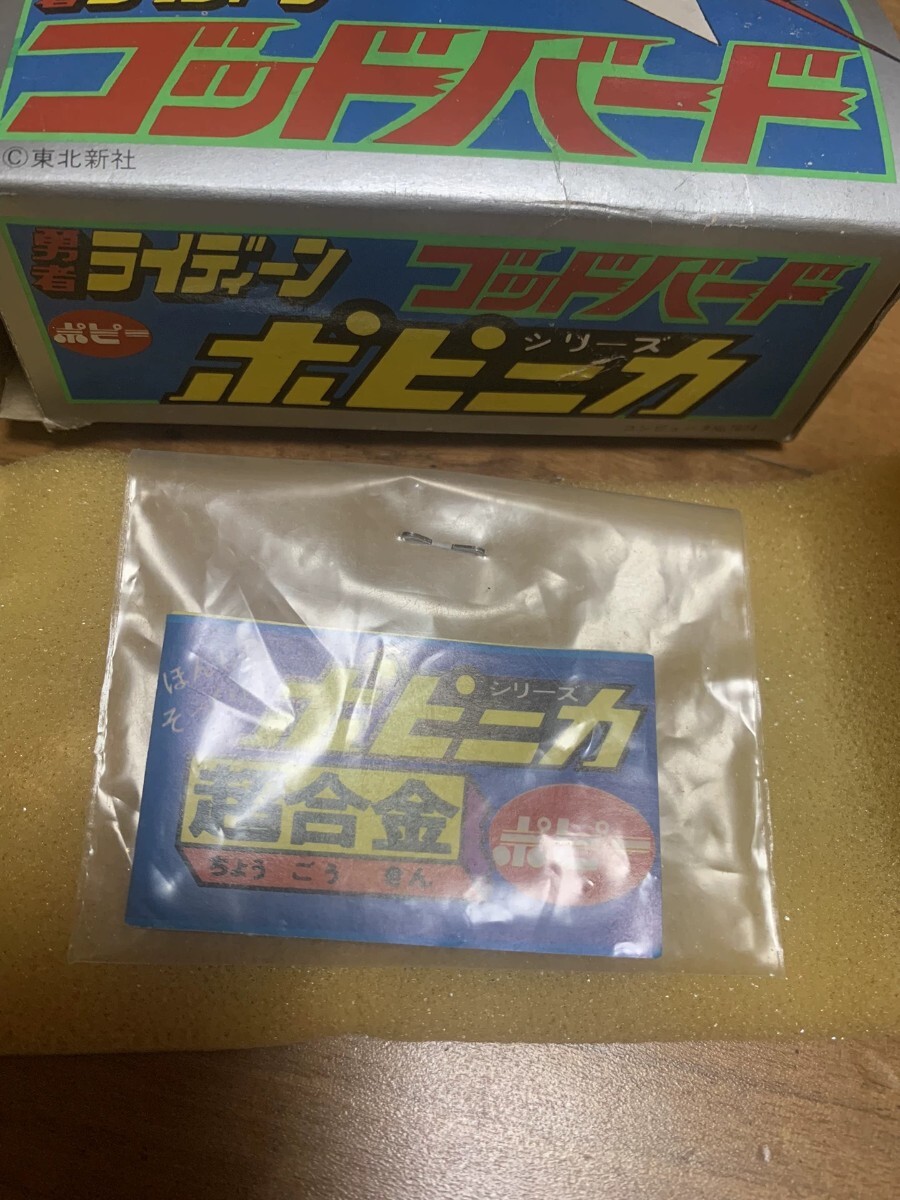 ゴッドバード
©東北新社
勇者 ライディーン ゴッドバード
ポピー
ポピニカ シリーズ
ポピニカ シリーズ
超合金
ポピー
ちょう ごう きん